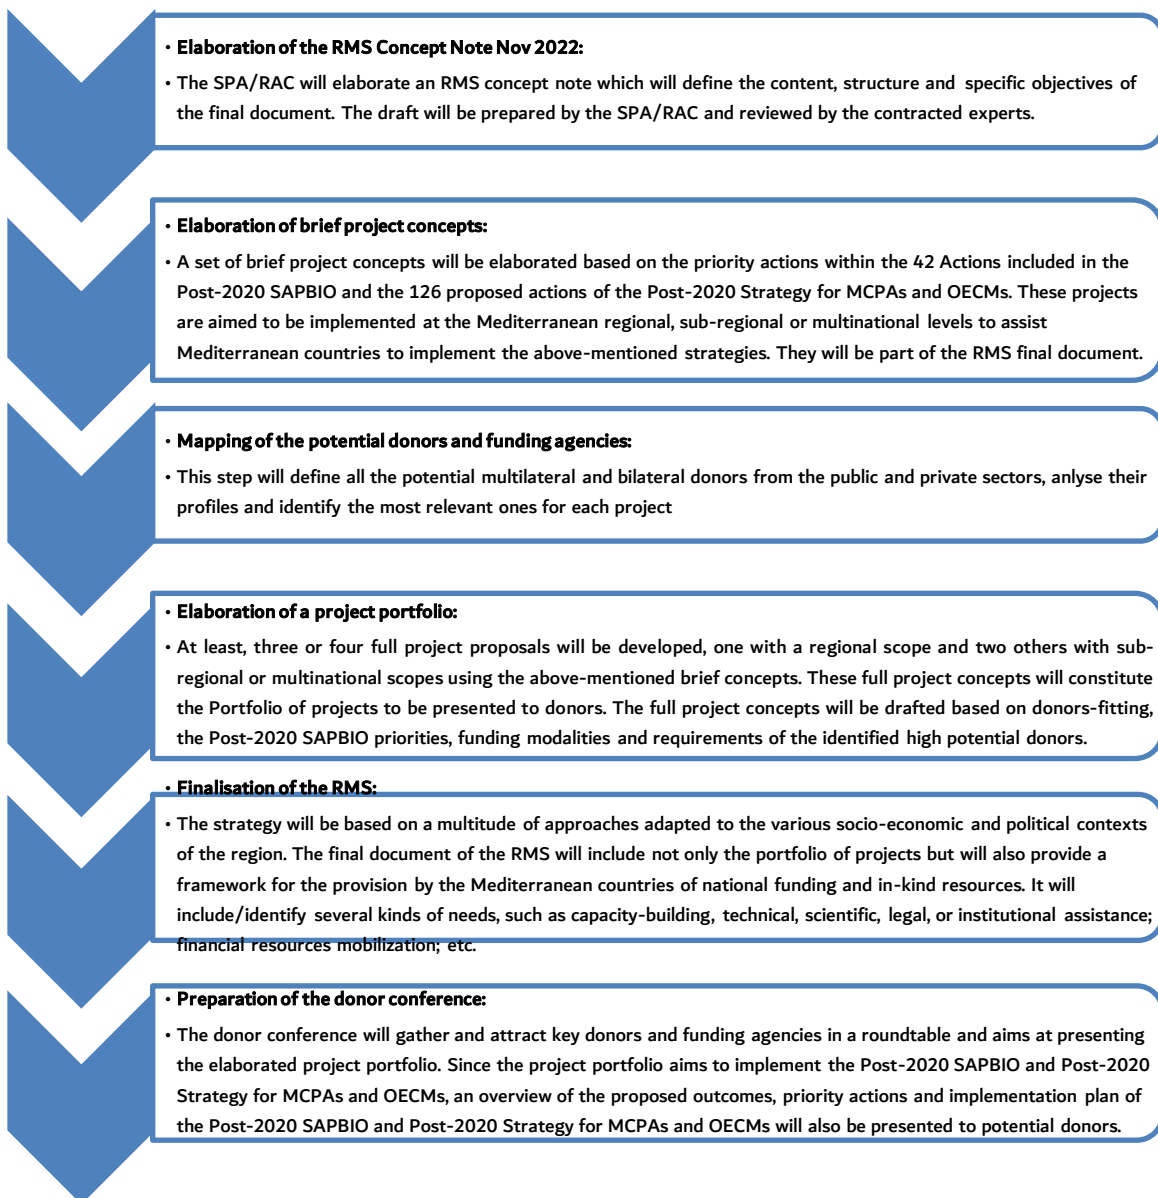 • Elaboration of the RMS Concept Note Nov 2022:
• The SPA/RAC will elaborate an RMS concept note which will define the content, structure and specific objectives of
the final document. The draft will be prepared by the SPA/RAC and reviewed by the contracted experts.
• Elaboration of brief project concepts:
• A set of brief project concepts will be elaborated based on the priority actions within the 42 Actions included in the
Post-2020 SAPBIO and the 126 proposed actions of the Post-2020 Strategy for MCPAs and OECMs. These projects
are aimed to be implemented at the Mediterranean regional, sub-regional or multinational levels to assist
Mediterranean countries to implement the above-mentioned strategies. They will be part of the RMS final document.
• Mapping of the potential donors and funding agencies:
• This step will define all the potential multilateral and bilateral donors from the public and private sectors, anlyse their
profiles and identify the most relevant ones for each project
• Elaboration of a project portfolio:
• At least, three or four full project proposals will be developed, one with a regional scope and two others with sub-
regional or multinational scopes using the above-mentioned brief concepts. These full project concepts will constitute
the Portfolio of projects to be presented to donors. The full project concepts will be drafted based on donors-fitting,
the Post-2020 SAPBIO priorities, funding modalities and requirements of the identified high potential donors.
• Finalisation of the RMS:
• The strategy will be based on a multitude of approaches adapted to the various socio-economic and political contexts
of the region. The final document of the RMS will include not only the portfolio of projects but will also provide a
framework for the provision by the Mediterranean countries of national funding and in-kind resources. It will
include/identify several kinds of needs, such as capacity-building, technical, scientific, legal, or institutional assistance;
financial resources mobilization; etc.
• Preparation of the donor conference:
• The donor conference will gather and attract key donors and funding agencies in a roundtable and aims at presenting
the elaborated project portfolio. Since the project portfolio aims to implement the Post-2020 SAPBIO and Post-2020
Strategy for MCPAs and OECMs, an overview of the proposed outcomes, priority actions and implementation plan of
the Post-2020 SAPBIO and Post-2020 Strategy for MCPAs and OECMs will also be presented to potential donors.